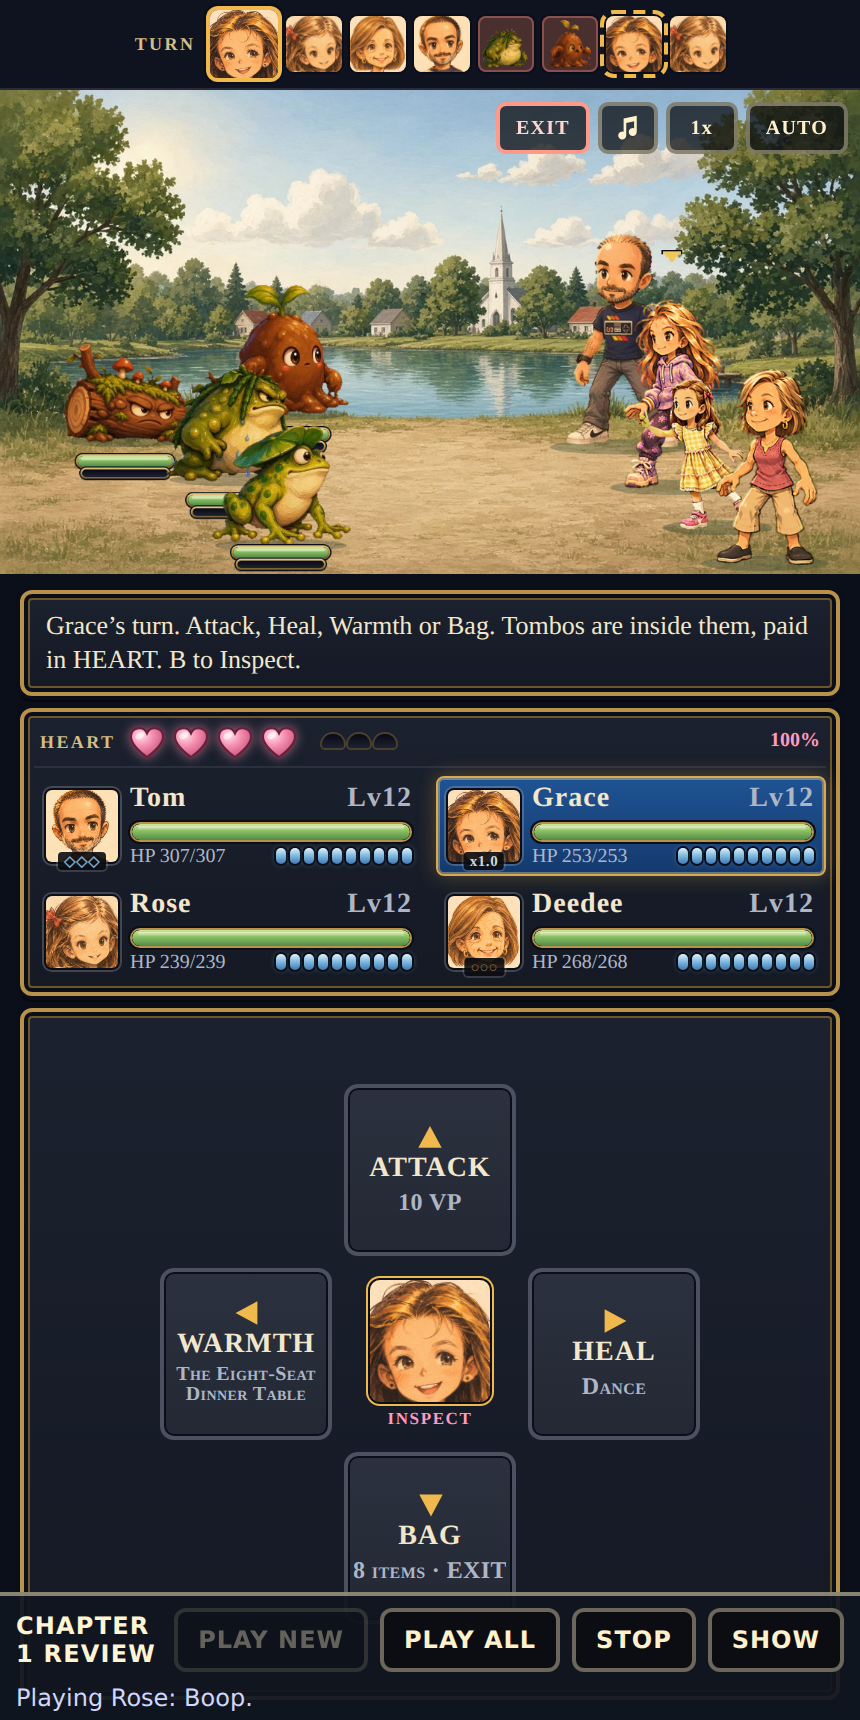 TURN
EXIT
1x
AUTO
Grace’s turn. Attack, Heal, Warmth or Bag. Tombos are inside them, paid
in HEART. B to Inspect.
HEART
100%
Tom Lv12
HP 307/307
Grace Lv12
x1.0
HP 253/253
Rose Lv12
HP 239/239
Deedee Lv12
HP 268/268
ATTACK
10 VP
WARMTH
The Eight-Seat
Dinner Table
INSPECT
HEAL
Dance
BAG
8 items · EXIT
CHAPTER
1 REVIEW
PLAY NEW
PLAY ALL
STOP
SHOW
Playing Rose: Boop.